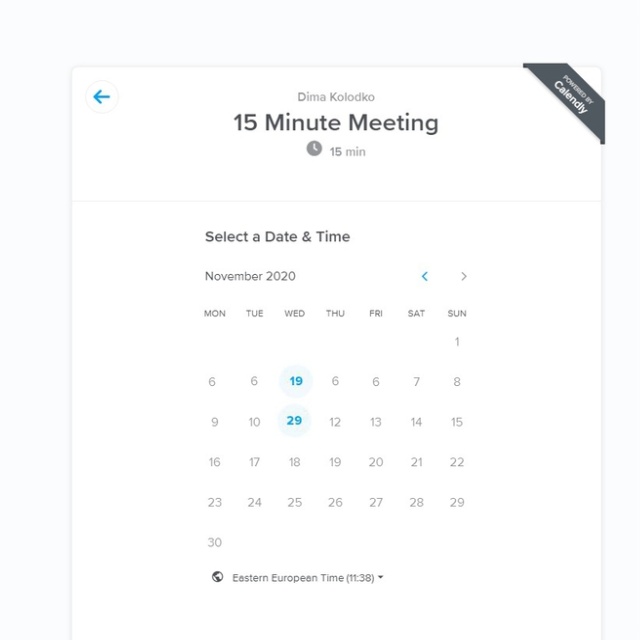 POWERED BY
Calendly
Dima Kolodko
15 Minute Meeting
15 min
Select a Date & Time
November 2020
MON TUE WED THU FRI SAT SUN
1
6 6 19 6 6 7 8
9 10 29 12 13 14 15
16 17 18 19 20 21 22
23 24 25 26 27 28 29
30
Eastern European Time (11:38)